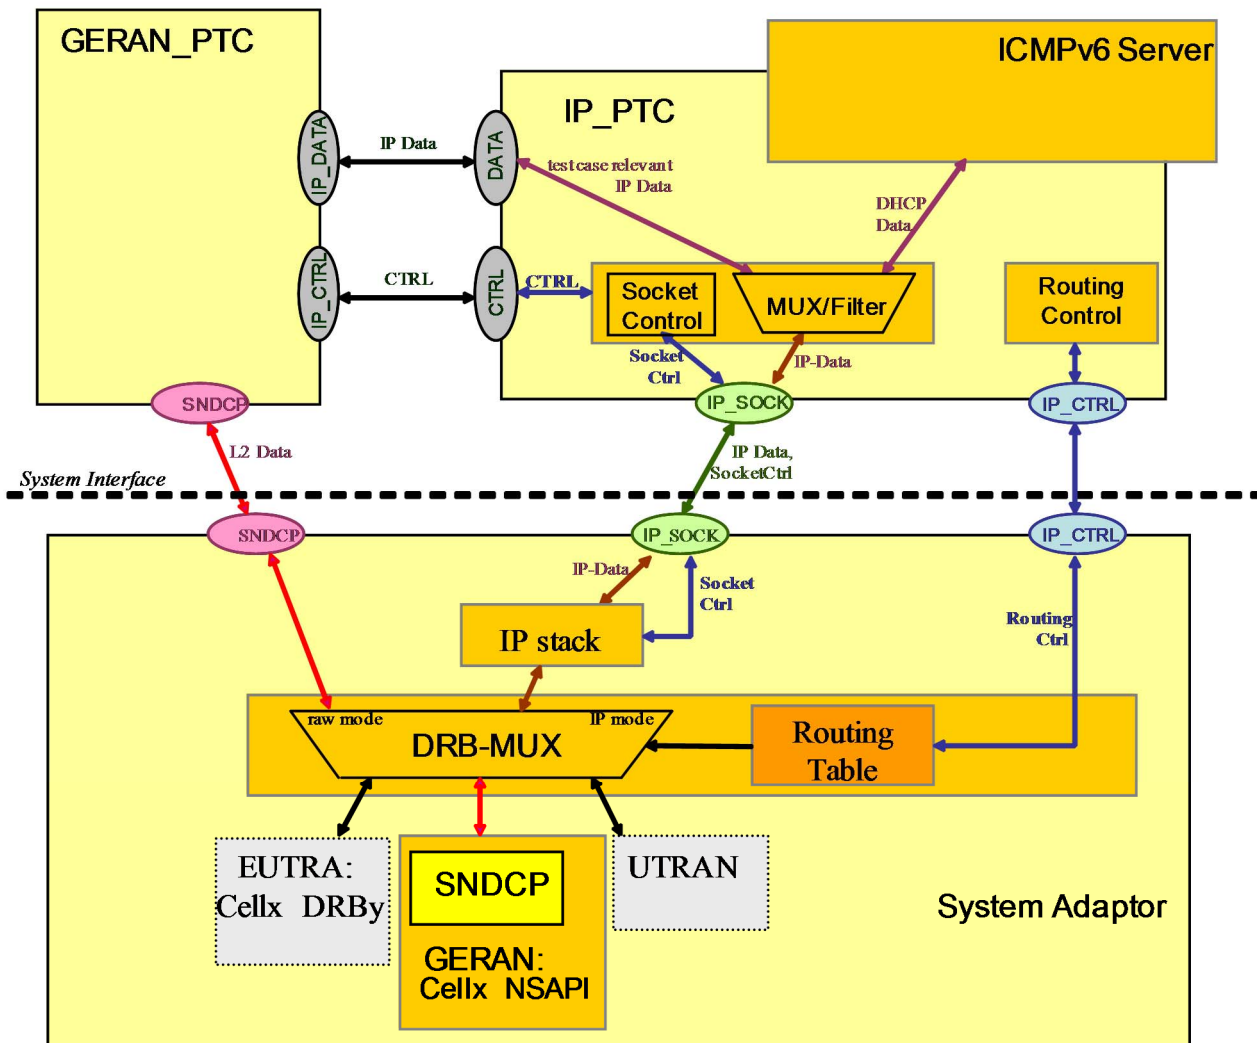 GERAN_PTC
ICMPv6 Server
IP_PTC
IP_DATA
IP Data
DATA
testcase relevant
IP Data
DHCP
Data
IP_CTRL
CTRL
CTRL
CTRL
Socket
Control
MUX/Filter
Routing
Control
Socket
Ctrl
IP-Data
SNDCP
IP_SOCK
IP_CTRL
L2 Data
IP Data,
SocketCtrl
System Interface
SNDCP
IP_SOCK
IP_CTRL
IP-Data
Socket
Ctrl
IP stack
Routing
Ctrl
raw mode
IP mode
DRB-MUX
Routing
Table
EUTRA:
Cellx DRBy
SNDCP
UTRAN
GERAN:
Cellx NSAPI
System Adaptor